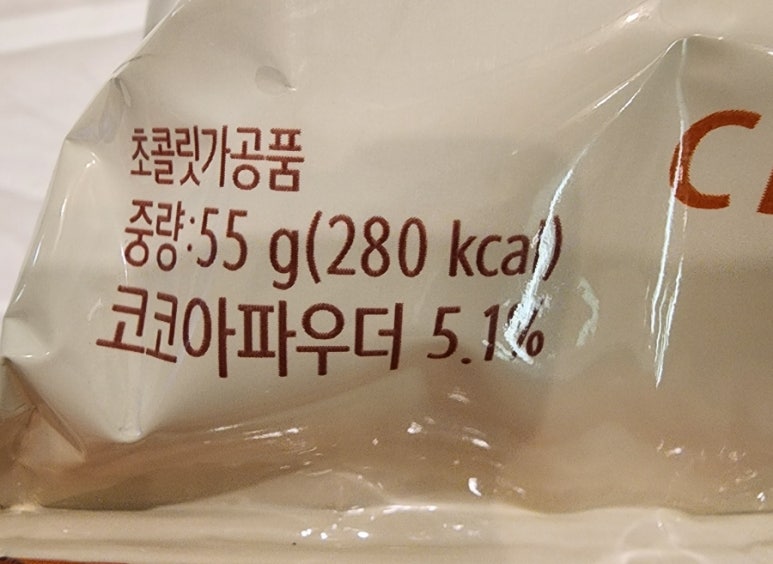 초콜릿가공품
중량:55 g(280 kcal)
코코아파우더 5.1%
C